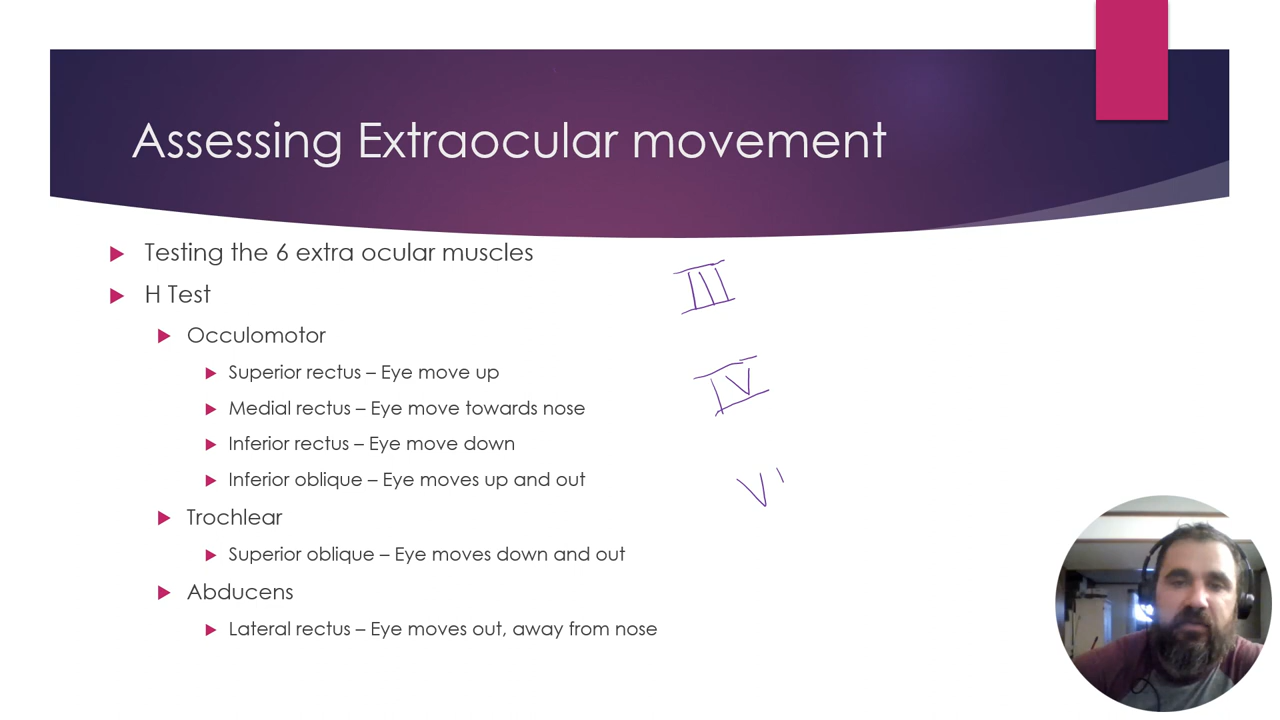 Assessing Extraocular movement
Testing the 6 extra ocular muscles
H Test
Occulomotor
Superior rectus – Eye move up
Medial rectus – Eye move towards nose
Inferior rectus – Eye move down
Inferior oblique – Eye moves up and out
Trochlear
Superior oblique – Eye moves down and out
Abducens
Lateral rectus – Eye moves out, away from nose
III
IV
VI